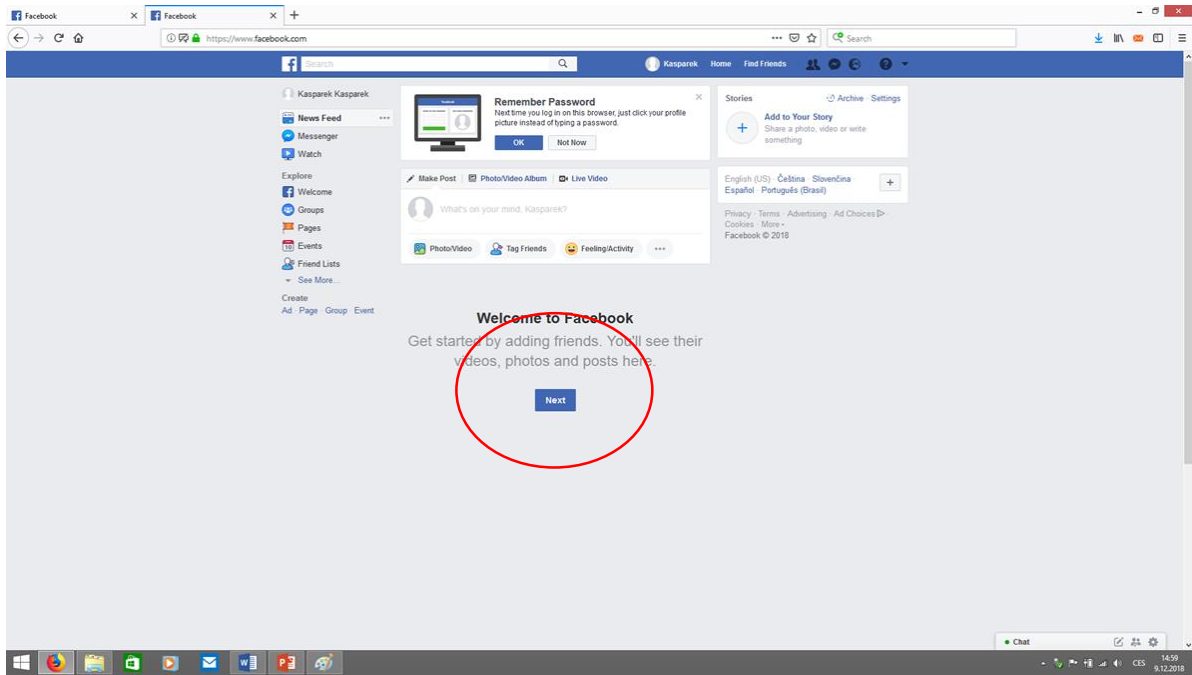 Facebook
Facebook
https://www.facebook.com
Search
Search
Kasparek Home Find Friends
Kasparek Kasparek
News Feed
Messenger
Watch
Explore
Welcome
Groups
Pages
10
Events
Friend Lists
See More...
Create
Ad · Page · Group · Event
Remember Password
Next time you log in on this browser, just click your profile
picture instead of typing a password.
OK Not Now
Make Post Photo/Video Album Live Video
What's on your mind, Kasparek?
Photo/Video Tag Friends Feeling/Activity
Welcome to Facebook
Get started by adding friends. You'll see their
videos, photos and posts here.
Next
Stories Archive · Settings
Add to Your Story
Share a photo, video or write
something
English (US) · Čeština · Slovenčina
Español · Português (Brasil)
Privacy · Terms · Advertising · Ad Choices ·
Cookies · More
Facebook © 2018
Chat
CES
14:59
9.12.2018